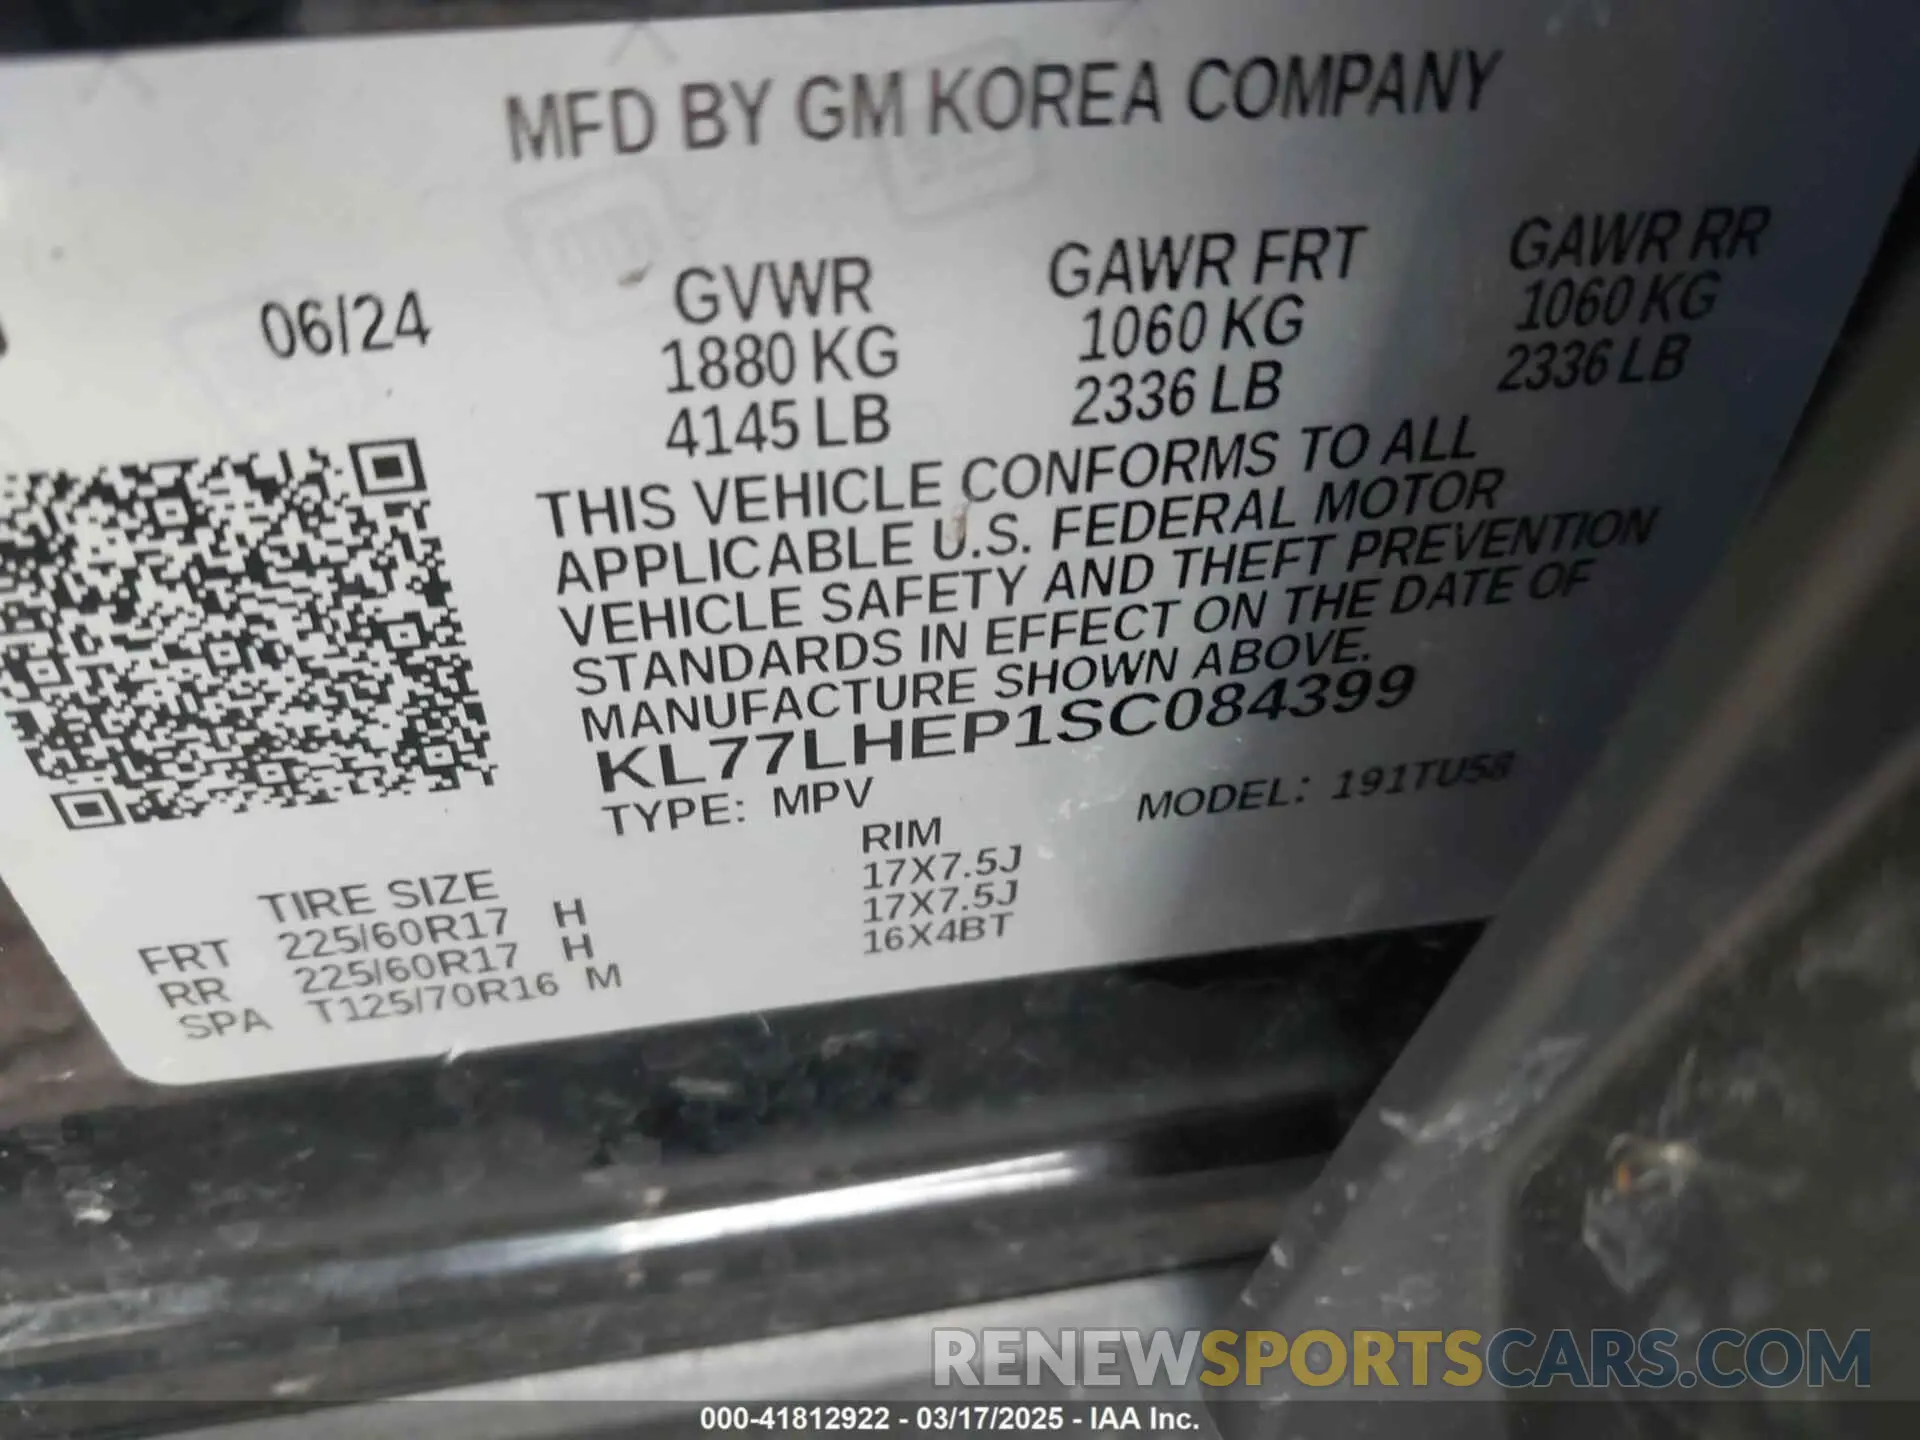 MFD BY GM KOREA COMPANY
06/24 GVWR GAWR FRT GAWR RR
1880 KG 1060 KG 1060 KG
4145 LB 2336 LB 2336 LB
THIS VEHICLE CONFORMS TO ALL
APPLICABLE U.S. FEDERAL MOTOR
VEHICLE SAFETY AND THEFT PREVENTION
STANDARDS IN EFFECT ON THE DATE OF
MANUFACTURE SHOWN ABOVE.
KL77LHEP1SC084399
TYPE: MPV MODEL: 191TU58
TIRE SIZE RIM
FRT 225/60R17 H 17X7.5J
RR 225/60R17 H 17X7.5J
SPA T125/70R16 M 16X4BT
RENEWSPORTSCARS.COM
000-41812922 - 03/17/2025 - IAA Inc.